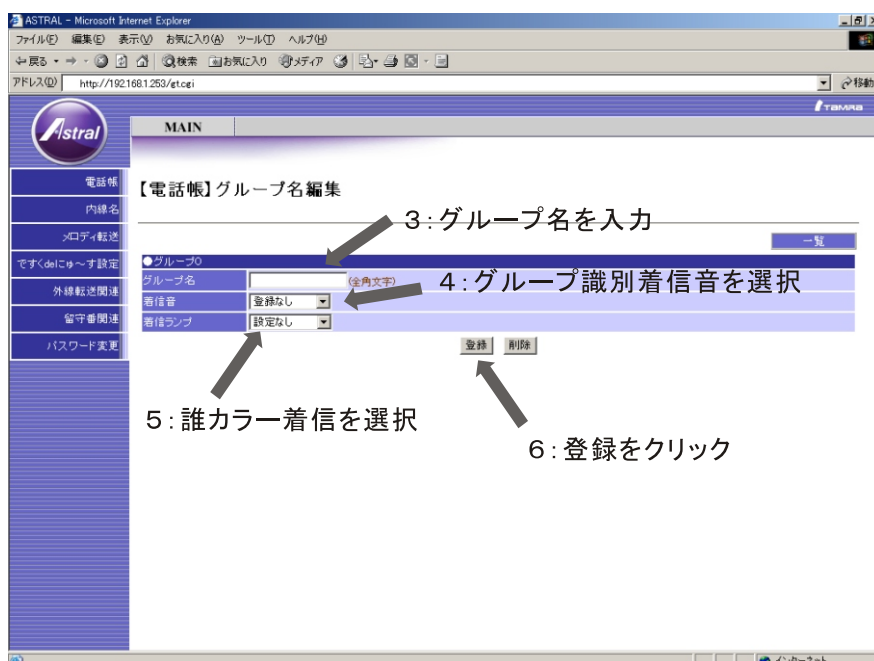 ASTRAL - Microsoft Internet Explorer
ファイル(F) 編集(E) 表示(V) お気に入り(A) ツール(T) ヘルプ(H)
戻る 検索 お気に入り メディア
アドレス(D) http://192.168.1.253/gt.cgi 移動
TAMRA
Astral MAIN
電話帳
【電話帳】グループ名編集
内線名
3:グループ名を入力
メロディ転送
一覧
ですくdeにゅ～す設定
●グループ0
グループ名 (全角文字)
4:グループ識別着信音を選択
外線転送関連
着信音 登録なし
留守番関連
着信ランプ 設定なし
パスワード変更
登録 削除
5:誰カラー着信を選択
6:登録をクリック
インターネット